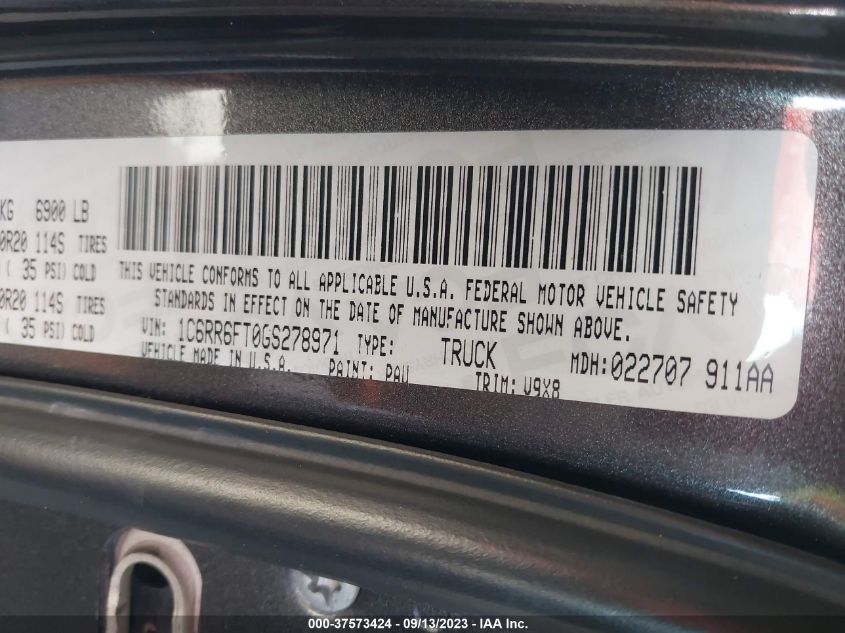 KG 6900 LB
0R20 114S TIRES
( 35 PSI) COLD
0R20 114S TIRES
( 35 PSI) COLD
THIS VEHICLE CONFORMS TO ALL APPLICABLE U.S.A. FEDERAL MOTOR VEHICLE SAFETY
STANDARDS IN EFFECT ON THE DATE OF MANUFACTURE SHOWN ABOVE.
VIN: 1C6RR6FT0GS278971 TYPE: TRUCK MDH:022707 911AA
VEHICLE MADE IN U.S.A. PAINT: PAU TRIM: V9X8
000-37573424 - 09/13/2023 - IAA Inc.